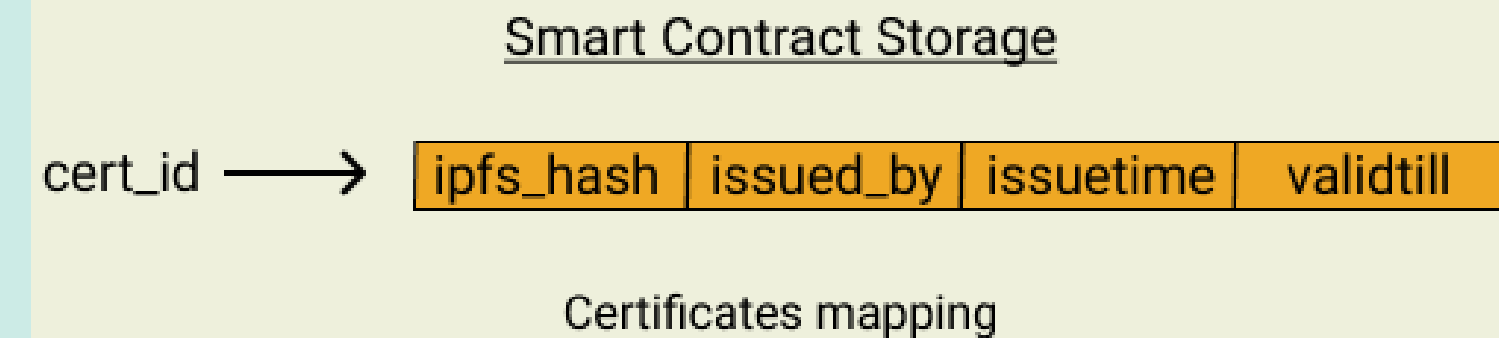 Smart Contract Storage
cert_id ipfs_hash issued_by issuetime validtill
Certificates mapping